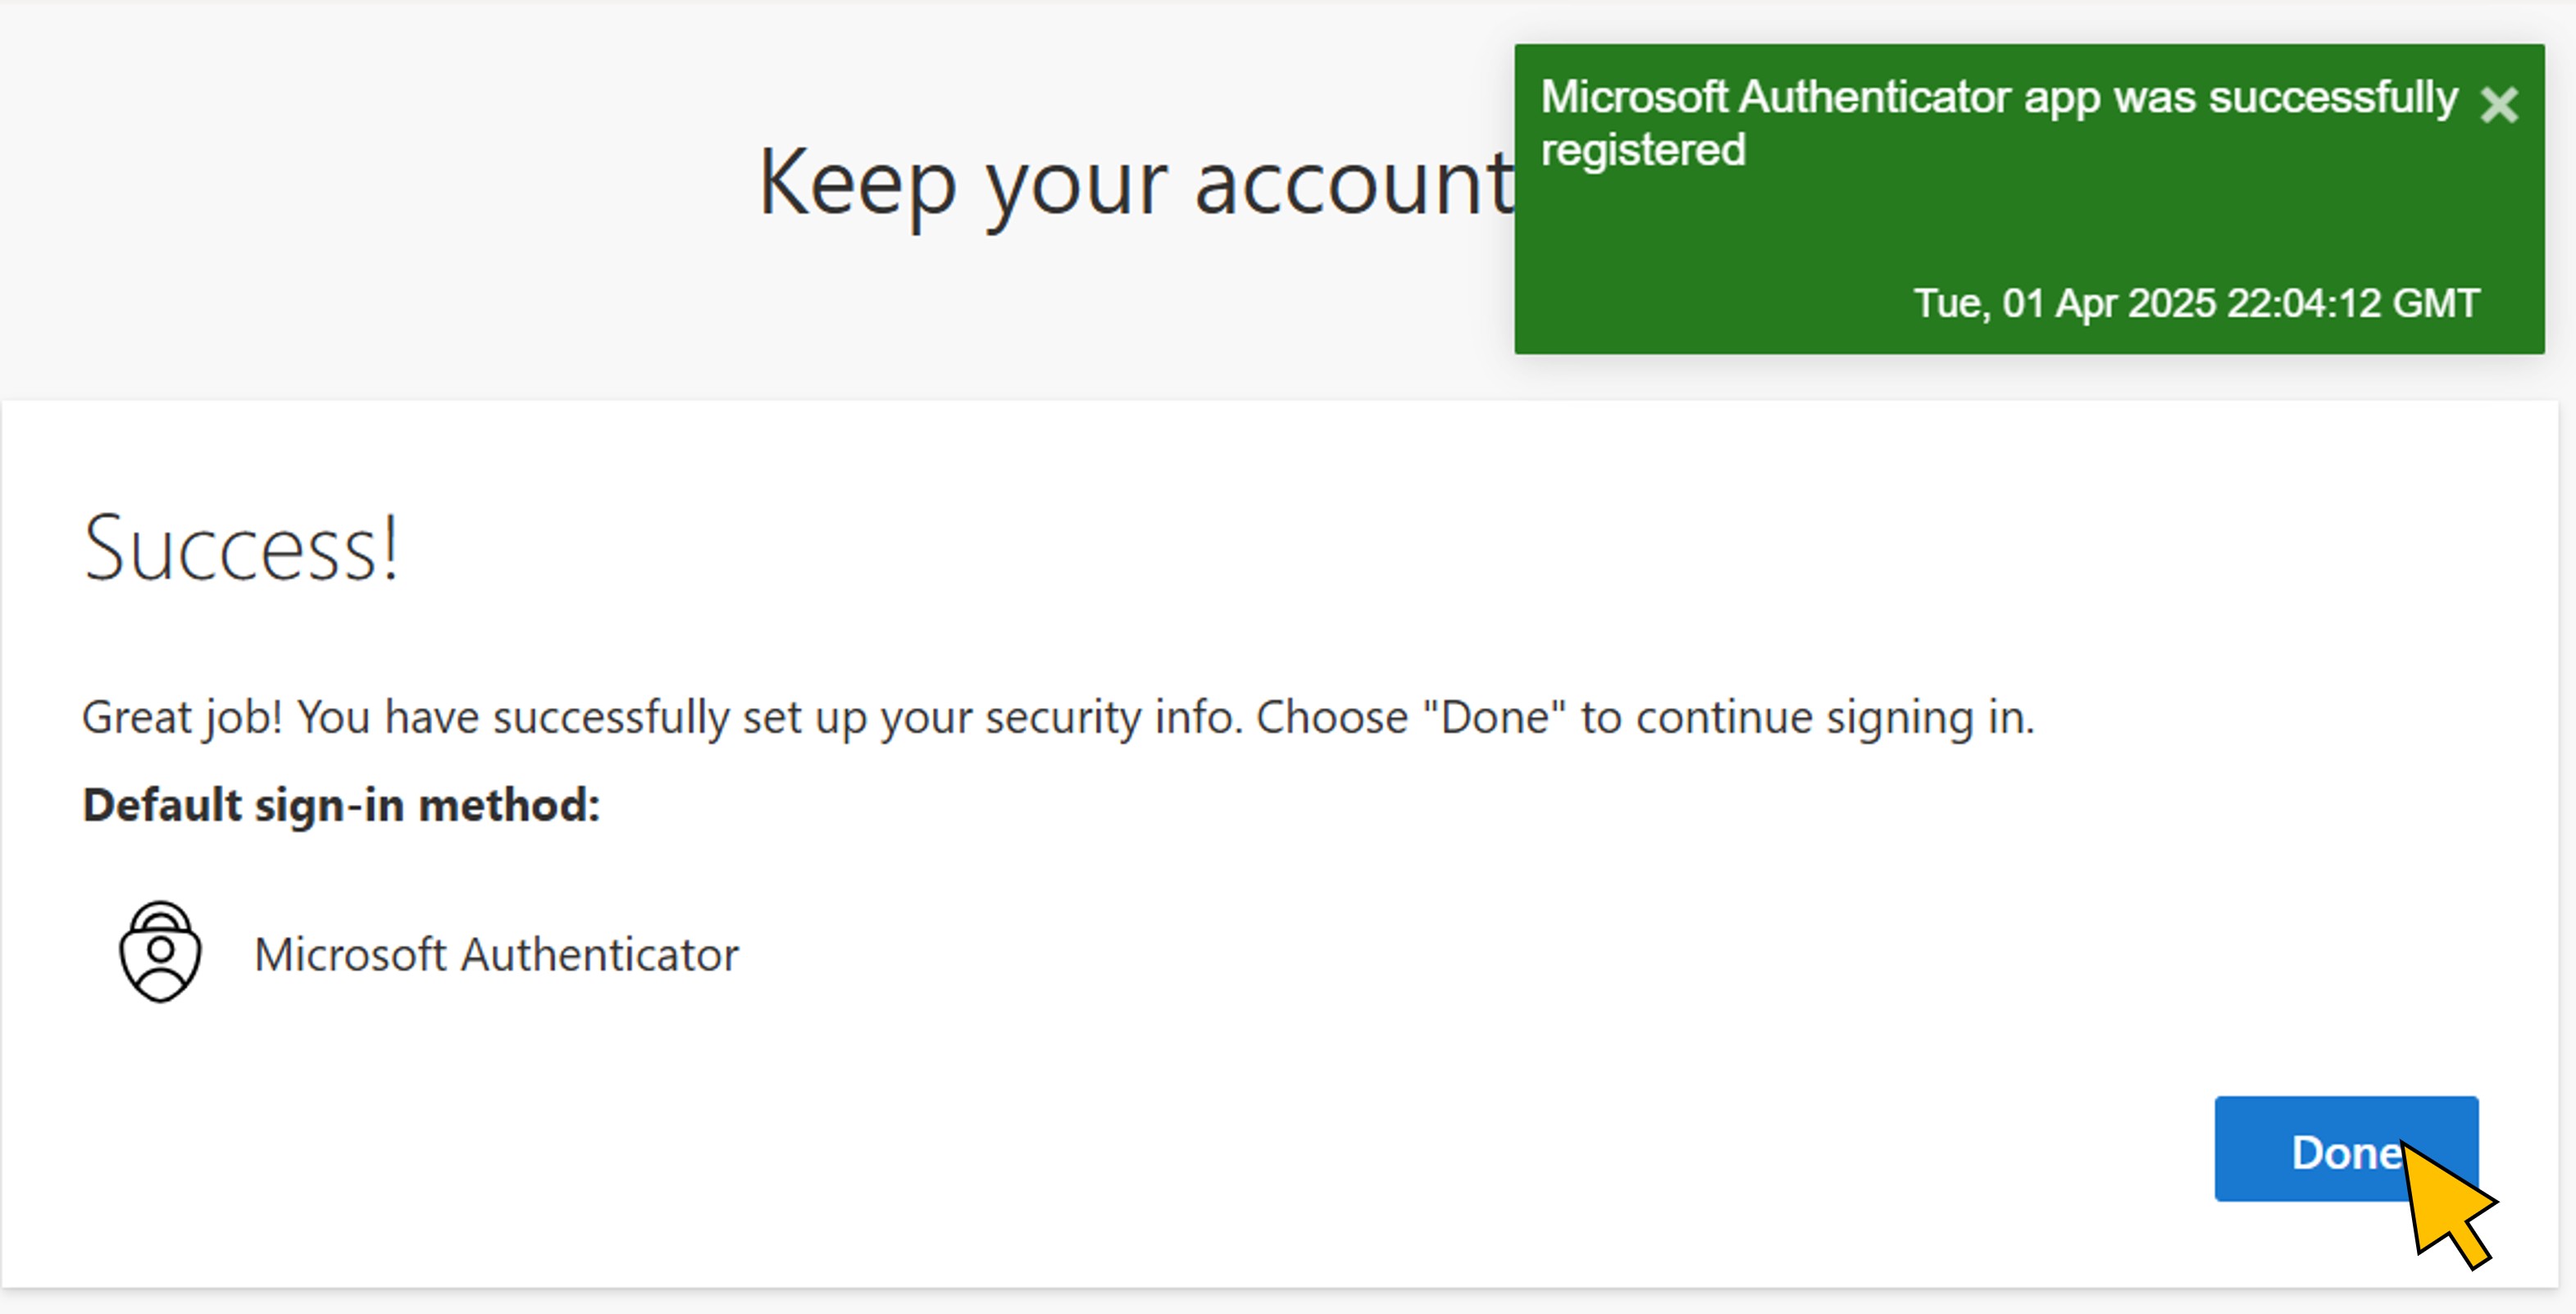 Microsoft Authenticator app was successfully
registered
Tue, 01 Apr 2025 22:04:12 GMT
Keep your account
Success!
Great job! You have successfully set up your security info. Choose "Done" to continue signing in.
Default sign-in method:
Microsoft Authenticator
Done